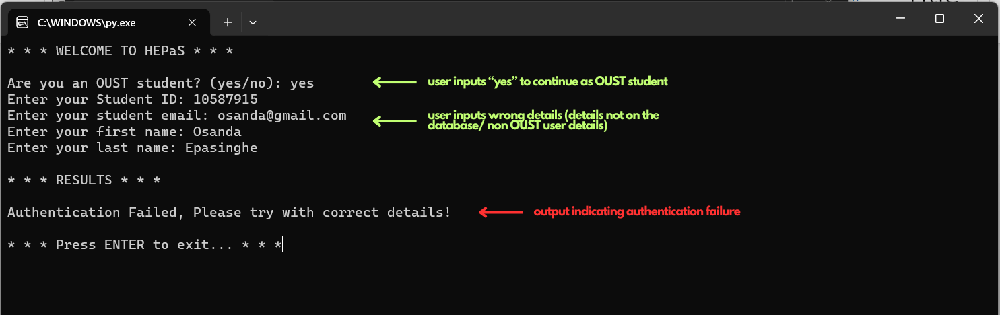 C:\WINDOWS\py.exe
* * * WELCOME TO HEPaS * * *
Are you an OUST student? (yes/no): yes
user inputs “yes” to continue as OUST student
Enter your Student ID: 10587915
Enter your student email: osanda@gmail.com
user inputs wrong details (details not on the
database/ non OUST user details)
Enter your first name: Osanda
Enter your last name: Epasinghe
* * * RESULTS * * *
Authentication Failed, Please try with correct details!
output indicating authentication failure
* * * Press ENTER to exit... * * *